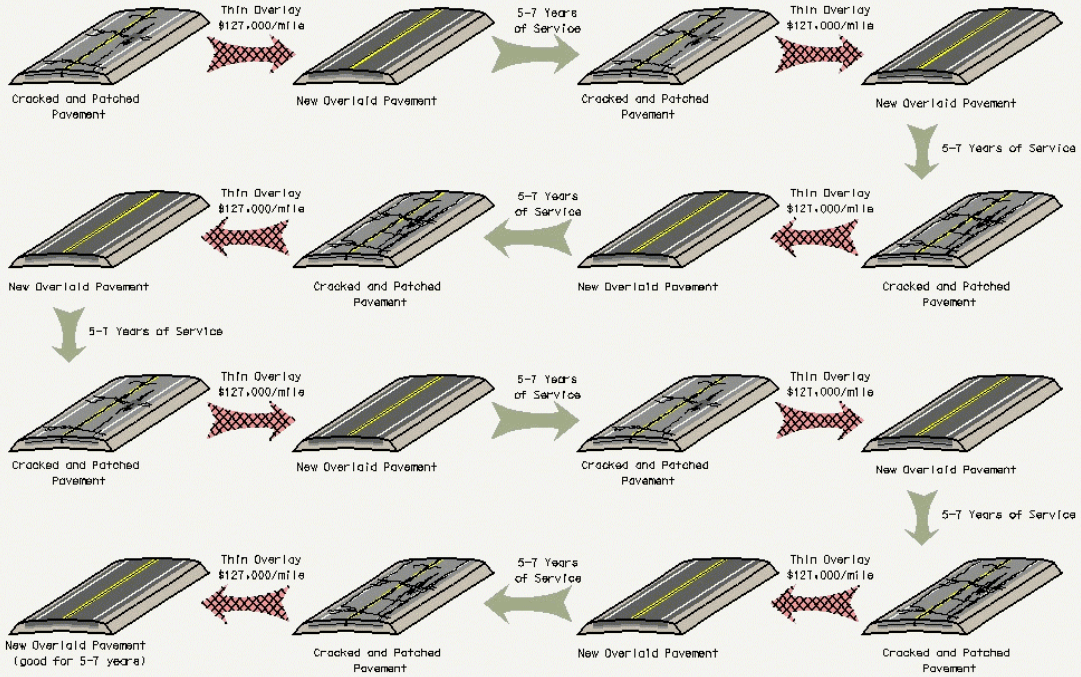 Thin Overlay
$127,000/mile
5-7 Years
of Service
Thin Overlay
$127,000/mile
Cracked and Patched
Pavement
New Overlaid Pavement
Cracked and Patched
Pavement
New Overlaid Pavement
5-7 Years of Service
Thin Overlay
$127,000/mile
5-7 Years
of Service
Thin Overlay
$127,000/mile
New Overlaid Pavement
Cracked and Patched
Pavement
New Overlaid Pavement
Cracked and Patched
Pavement
5-7 Years of Service
Thin Overlay
$127,000/mile
5-7 Years
of Service
Thin Overlay
$127,000/mile
Cracked and Patched
Pavement
New Overlaid Pavement
Cracked and Patched
Pavement
New Overlaid Pavement
5-7 Years of Service
Thin Overlay
$127,000/mile
5-7 Years
of Service
Thin Overlay
$127,000/mile
New Overlaid Pavement
(good for 5-7 years)
Cracked and Patched
Pavement
New Overlaid Pavement
Cracked and Patched
Pavement